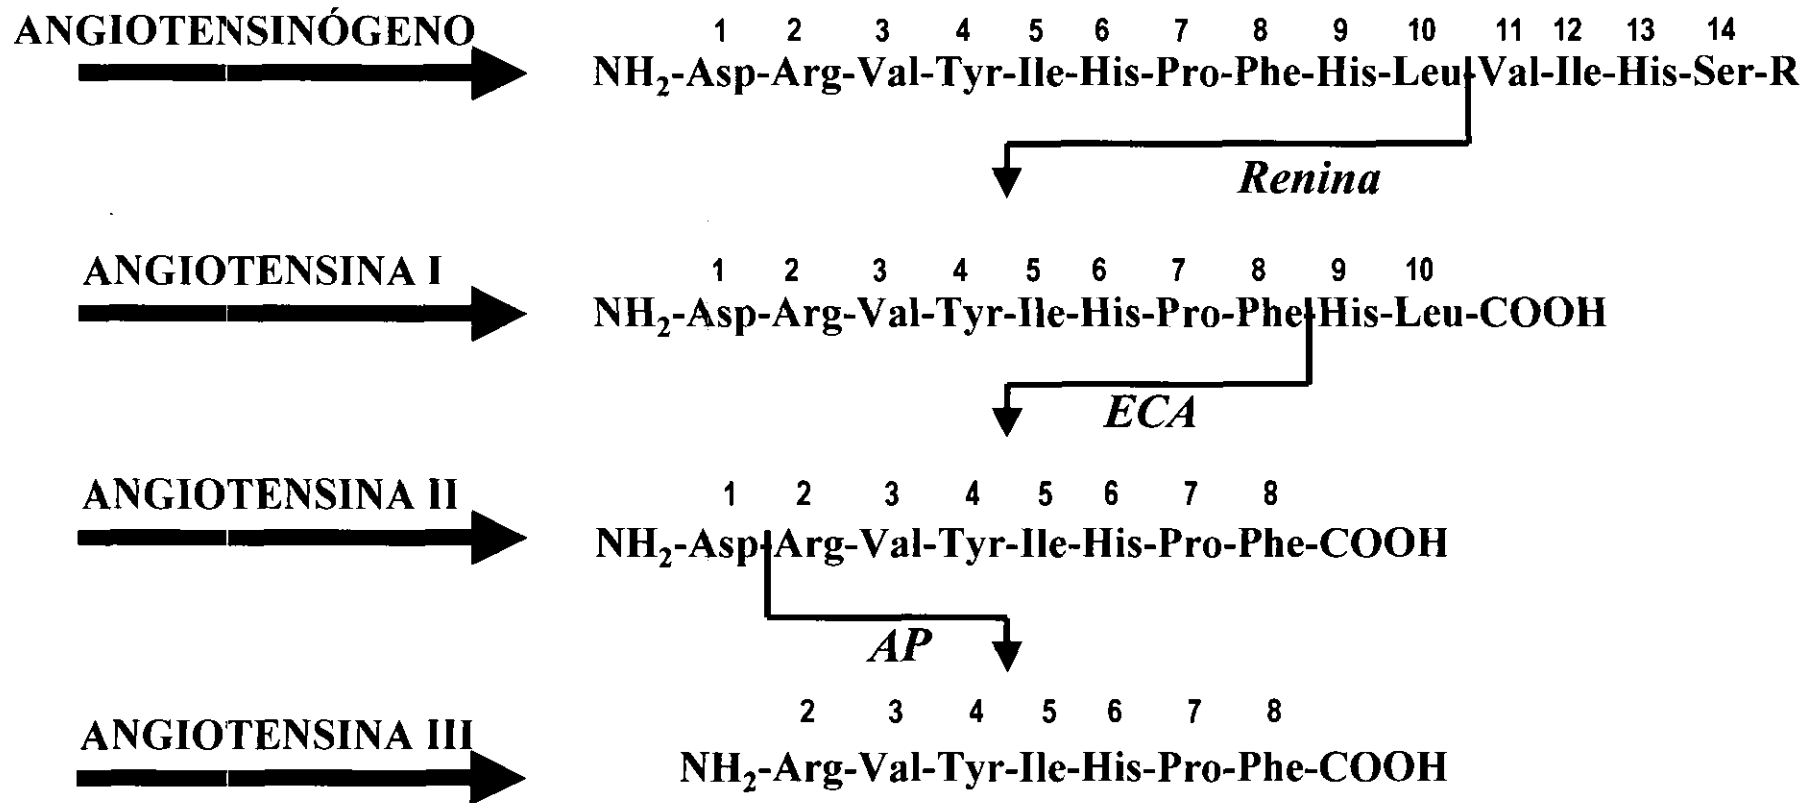 ANGIOTENSINÓGENO
1 2 3 4 5 6 7 8 9 10 11 12 13 14
NH₂-Asp-Arg-Val-Tyr-Ile-His-Pro-Phe-His-Leu-Val-Ile-His-Ser-R
Renina
ANGIOTENSINA I
1 2 3 4 5 6 7 8 9 10
NH₂-Asp-Arg-Val-Tyr-Ile-His-Pro-Phe-His-Leu-COOH
ECA
ANGIOTENSINA II
1 2 3 4 5 6 7 8
NH₂-Asp-Arg-Val-Tyr-Ile-His-Pro-Phe-COOH
AP
ANGIOTENSINA III
2 3 4 5 6 7 8
NH₂-Arg-Val-Tyr-Ile-His-Pro-Phe-COOH